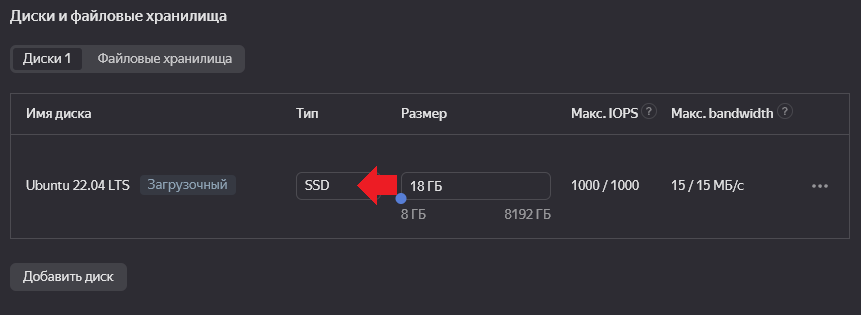 Диски и файловые хранилища
Диски 1 Файловые хранилища
Имя диска Тип Размер Макс. IOPS ? Макс. bandwidth ?
Ubuntu 22.04 LTS Загрузочный SSD 18 ГБ 1000 / 1000 15 / 15 МБ/с
8 ГБ 8192 ГБ
Добавить диск